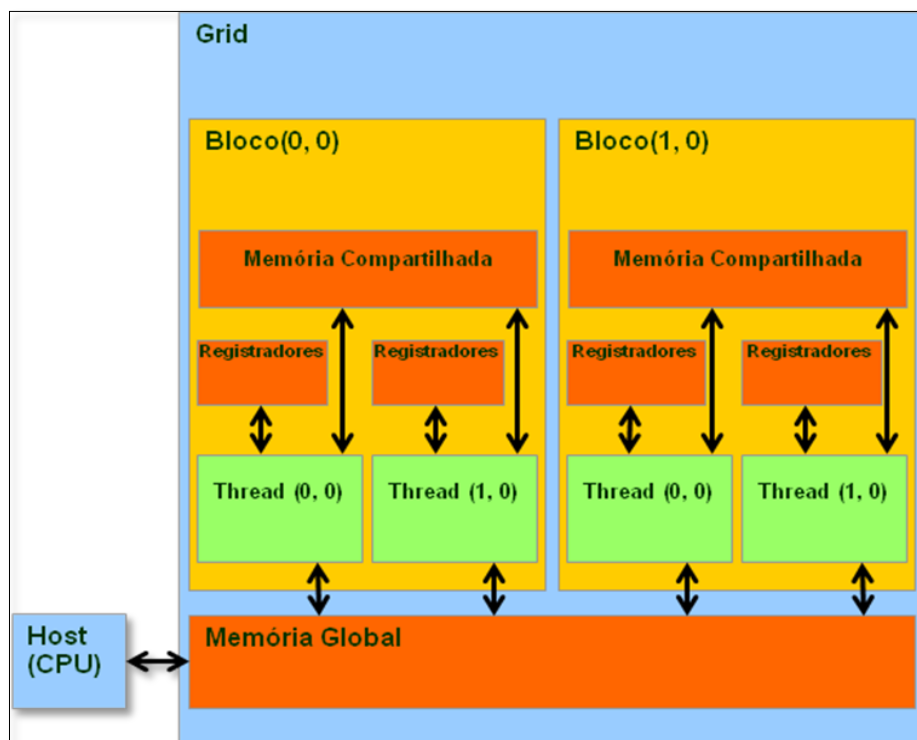 Grid
Bloco(0, 0)
Bloco(1, 0)
Memória Compartilhada
Memória Compartilhada
Registradores
Registradores
Registradores
Registradores
Thread (0, 0)
Thread (1, 0)
Thread (0, 0)
Thread (1, 0)
Host
(CPU)
Memória Global